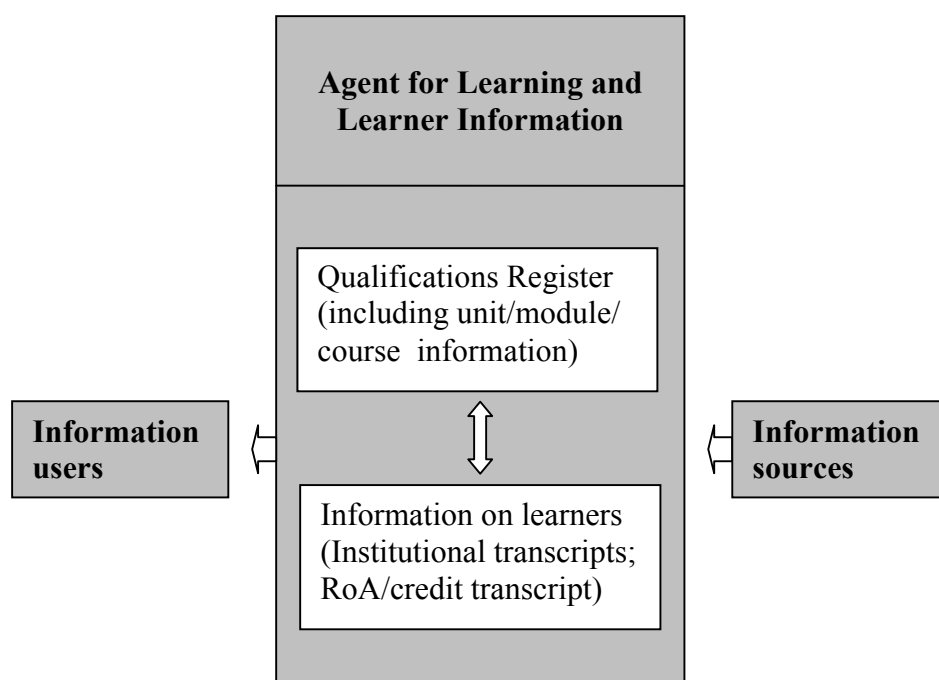 Agent for Learning and
Learner Information
Qualifications Register
(including unit/module/
course  information)
Information
users
Information
sources
Information on learners
(Institutional transcripts;
RoA/credit transcript)